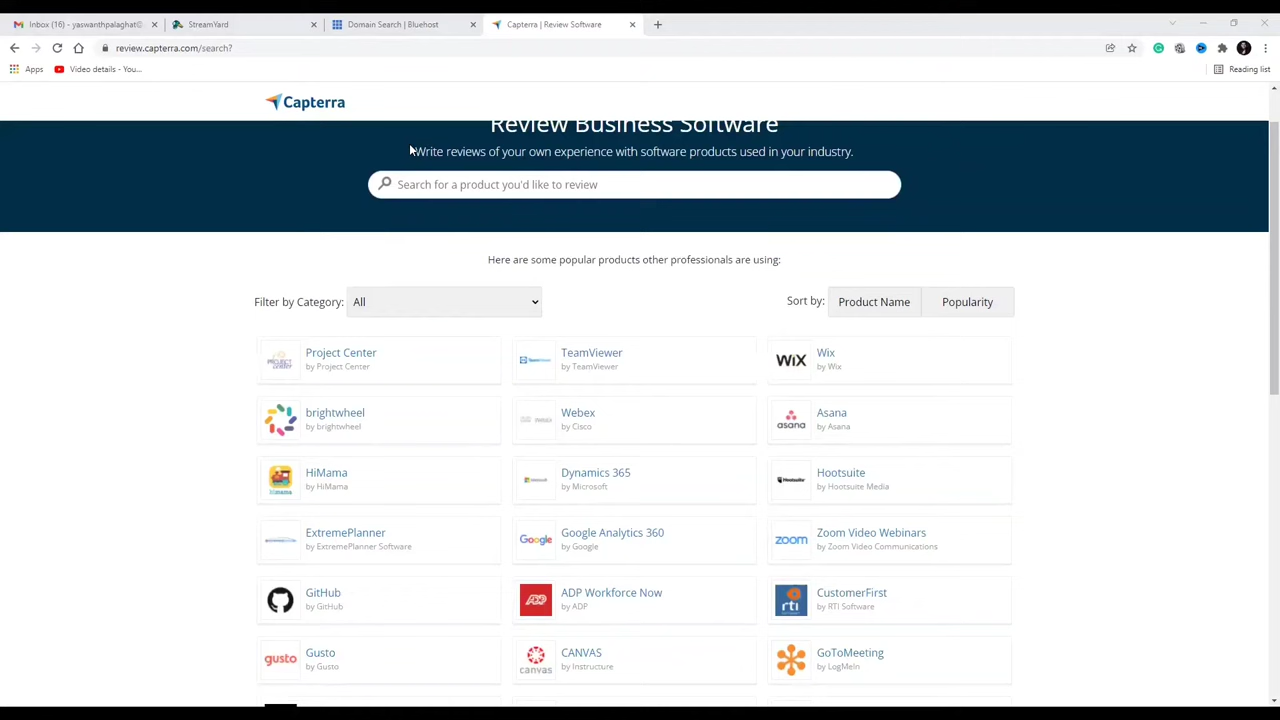 Inbox (16) - yaswanthpalaghat@
StreamYard
Domain Search | Bluehost
Capterra | Review Software
review.capterra.com/search?
Apps
Video details - You...
Reading list
Capterra
Review Business Software
Write reviews of your own experience with software products used in your industry.
Search for a product you'd like to review
Here are some popular products other professionals are using:
Filter by Category: All
Sort by: Product Name Popularity
Project Center
by Project Center
TeamViewer
by TeamViewer
WiX
Wix
by Wix
brightwheel
by brightwheel
Webex
by Cisco
asana
Asana
by Asana
himama
HiMama
by HiMama
Dynamics 365
by Microsoft
Hootsuite
Hootsuite
by Hootsuite Media
ExtremePlanner
by ExtremePlanner Software
Google
Google Analytics 360
by Google
zoom
Zoom Video Webinars
by Zoom Video Communications
GitHub
by GitHub
ADP
ADP Workforce Now
by ADP
rti
CustomerFirst
by RTI Software
gusto
Gusto
by Gusto
canvas
CANVAS
by Instructure
GoToMeeting
by LogMeIn